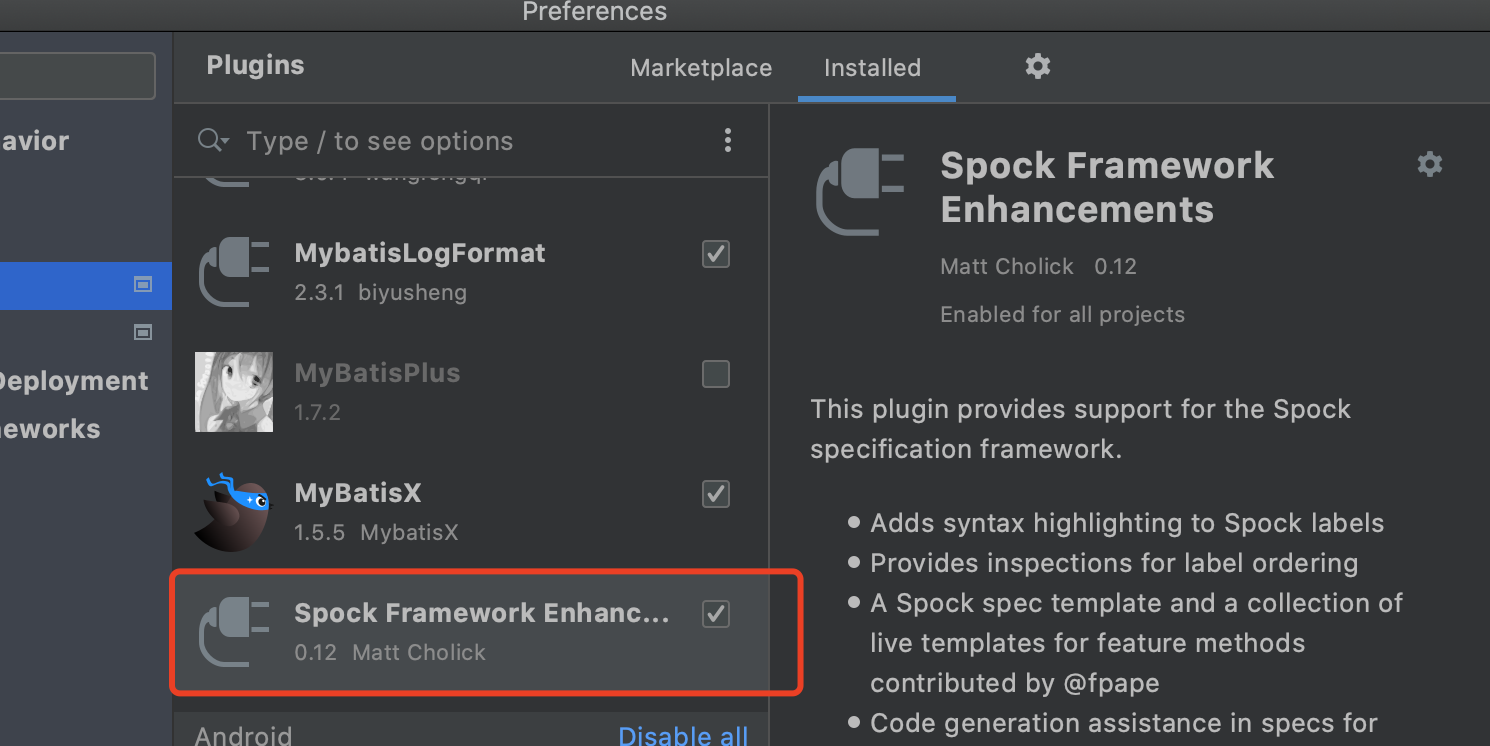 Preferences
Plugins
Marketplace
Installed
avior
Deployment
eworks
Type / to see options
MybatisLogFormat
2.3.1 biyusheng
MyBatisPlus
1.7.2
MyBatisX
1.5.5 MybatisX
Spock Framework Enhanc...
0.12 Matt Cholick
Android
Disable all
Spock Framework
Enhancements
Matt Cholick 0.12
Enabled for all projects
This plugin provides support for the Spock
specification framework.
Adds syntax highlighting to Spock labels
Provides inspections for label ordering
A Spock spec template and a collection of
live templates for feature methods
contributed by @fpape
Code generation assistance in specs for